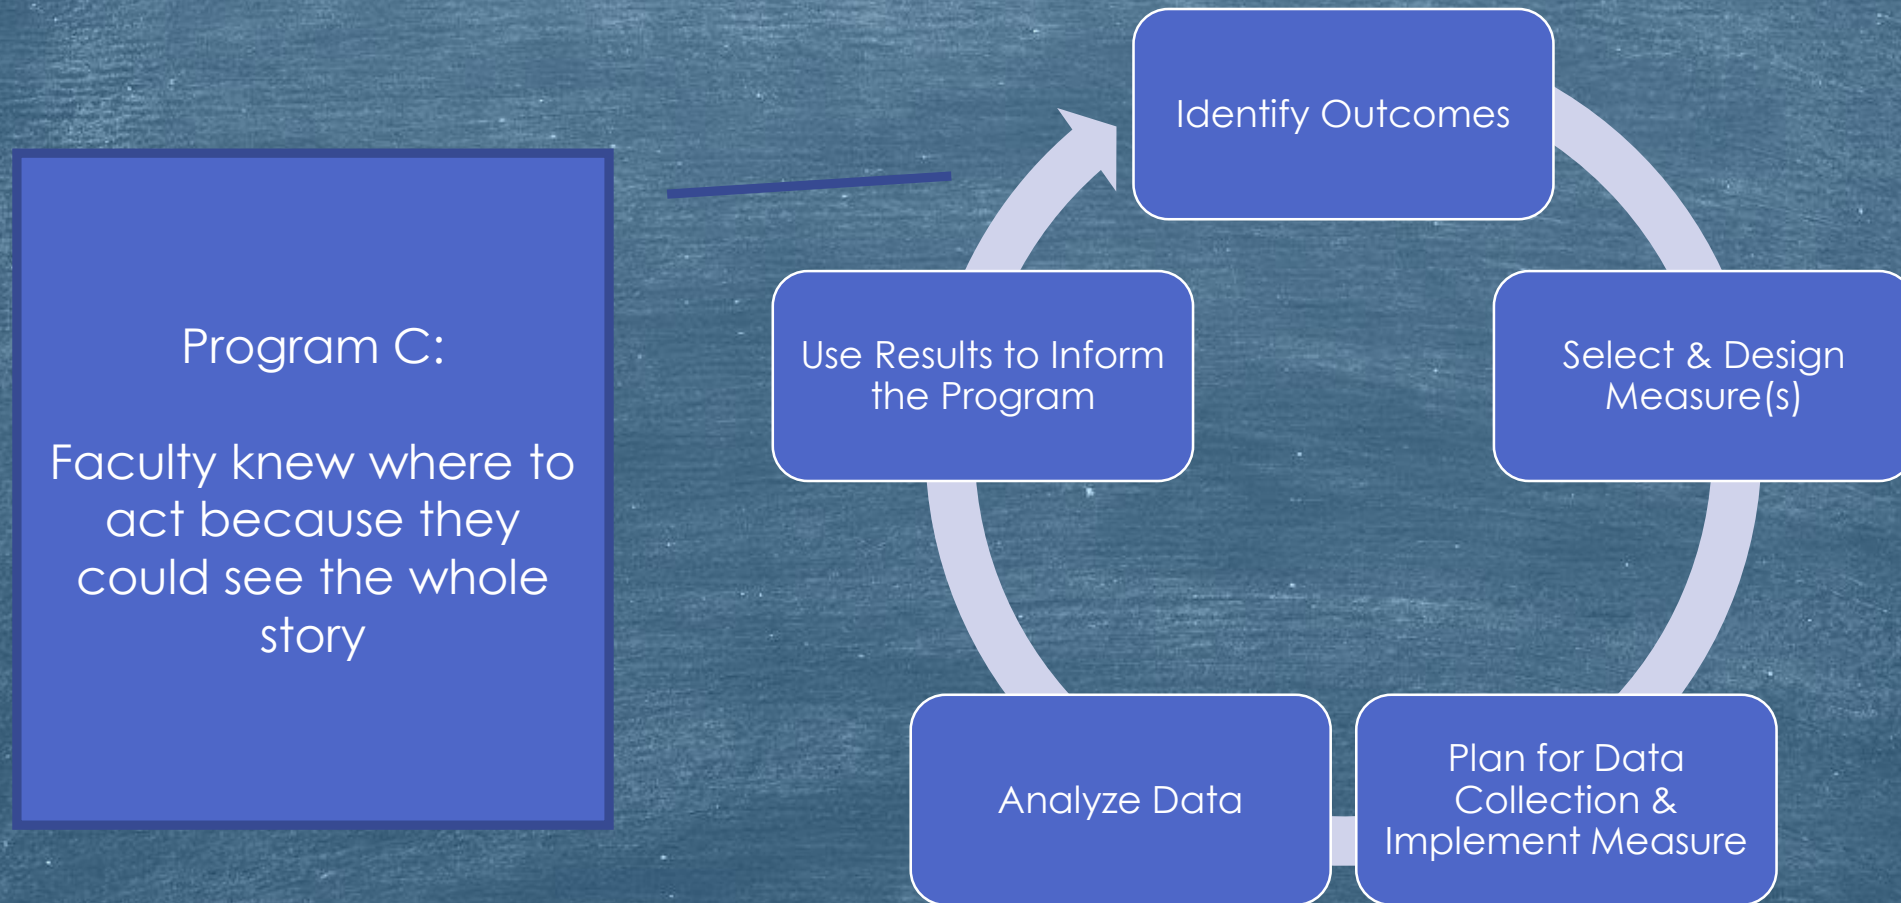 Program C:
Faculty knew where to
act because they
could see the whole
story
Identify Outcomes
Select & Design
Measure(s)
Plan for Data
Collection &
Implement Measure
Analyze Data
Use Results to Inform
the Program